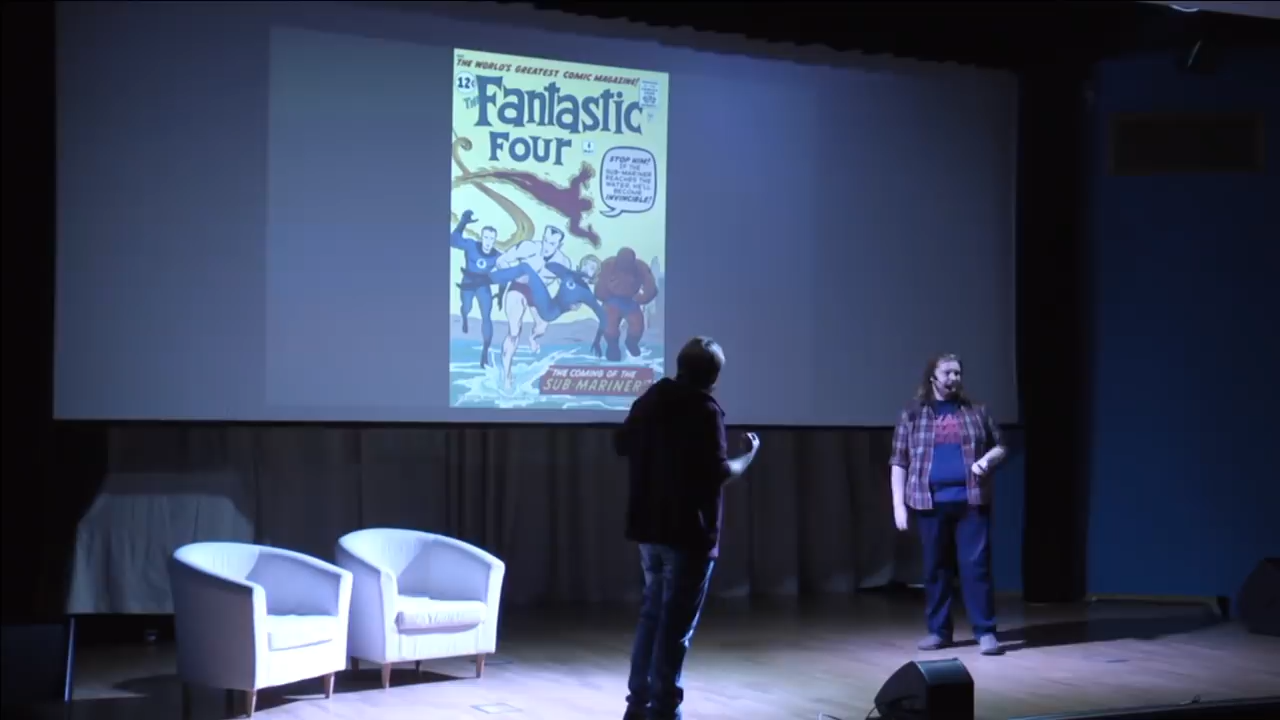 THE WORLD'S GREATEST COMIC MAGAZINE!
12¢
THE
FANTASTIC
FOUR
4
STOP HIM!
IF THE
SUB-MARINER
REACHES THE
WATER, HE'LL
BECOME
INVINCIBLE!
"THE COMING OF THE
SUB-MARINER"